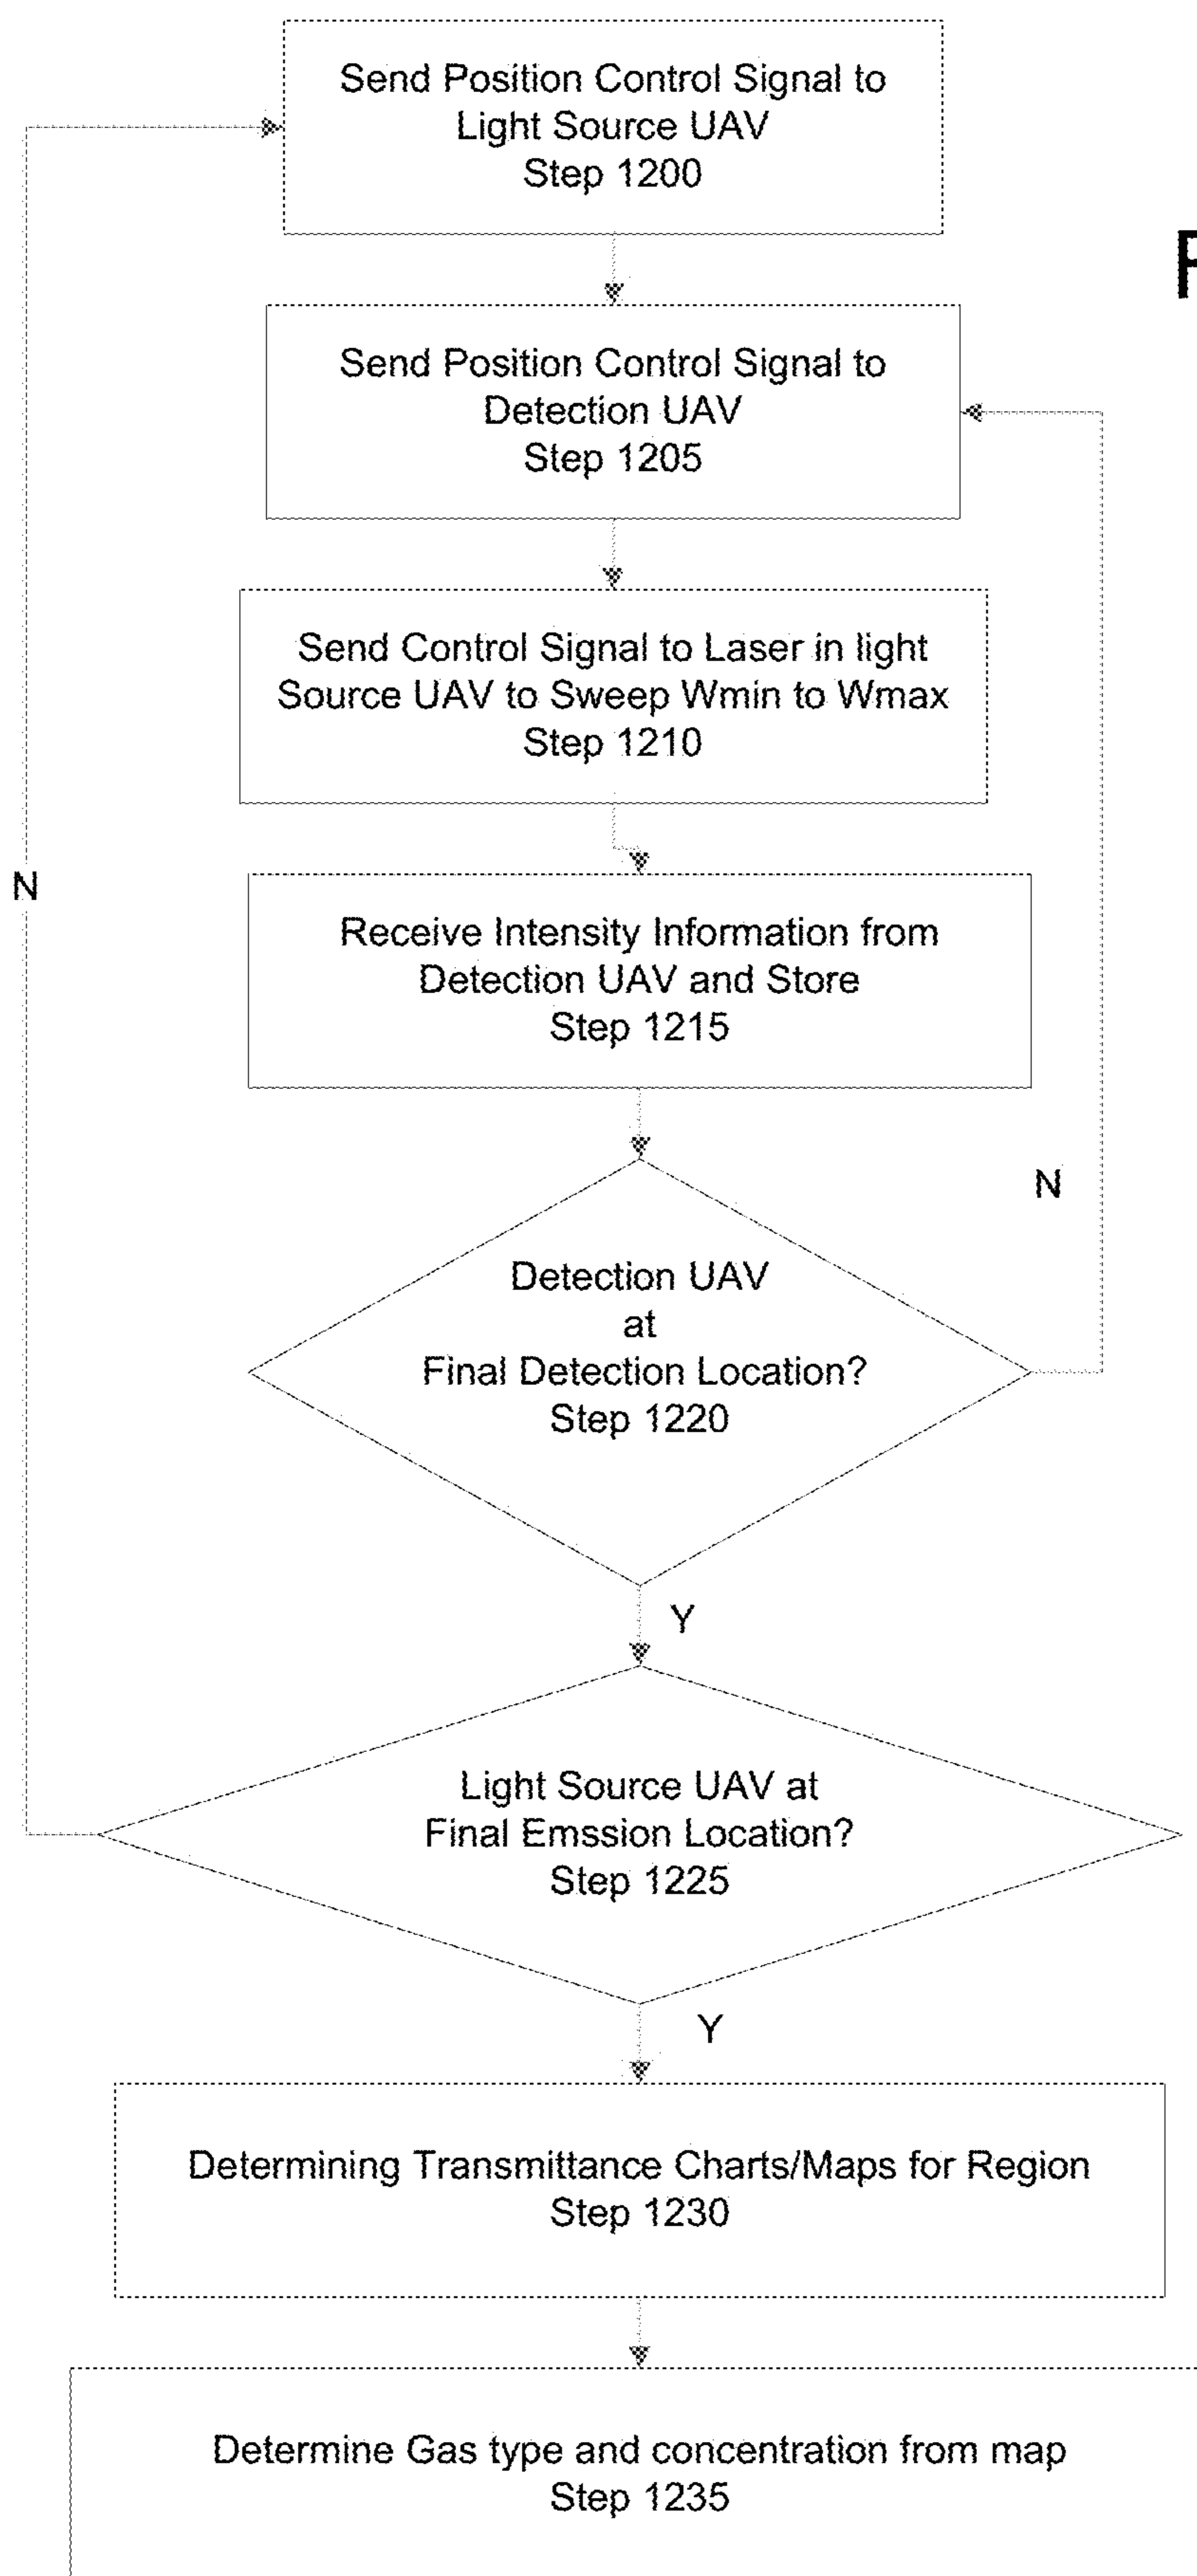 Send Position Control Signal to
Light Source UAV
Step 1200
Send Position Control Signal to
Detection UAV
Step 1205
Send Control Signal to Laser in light
Source UAV to Sweep Wmin to Wmax
Step 1210
N
Receive Intensity Information from
Detection UAV and Store
Step 1215
N
Detection UAV
at
Final Detection Location?
Step 1220
Y
Light Source UAV at
Final Emssion Location?
Step 1225
Y
Determining Transmittance Charts/Maps for Region
Step 1230
Determine Gas type and concentration from map
Step 1235